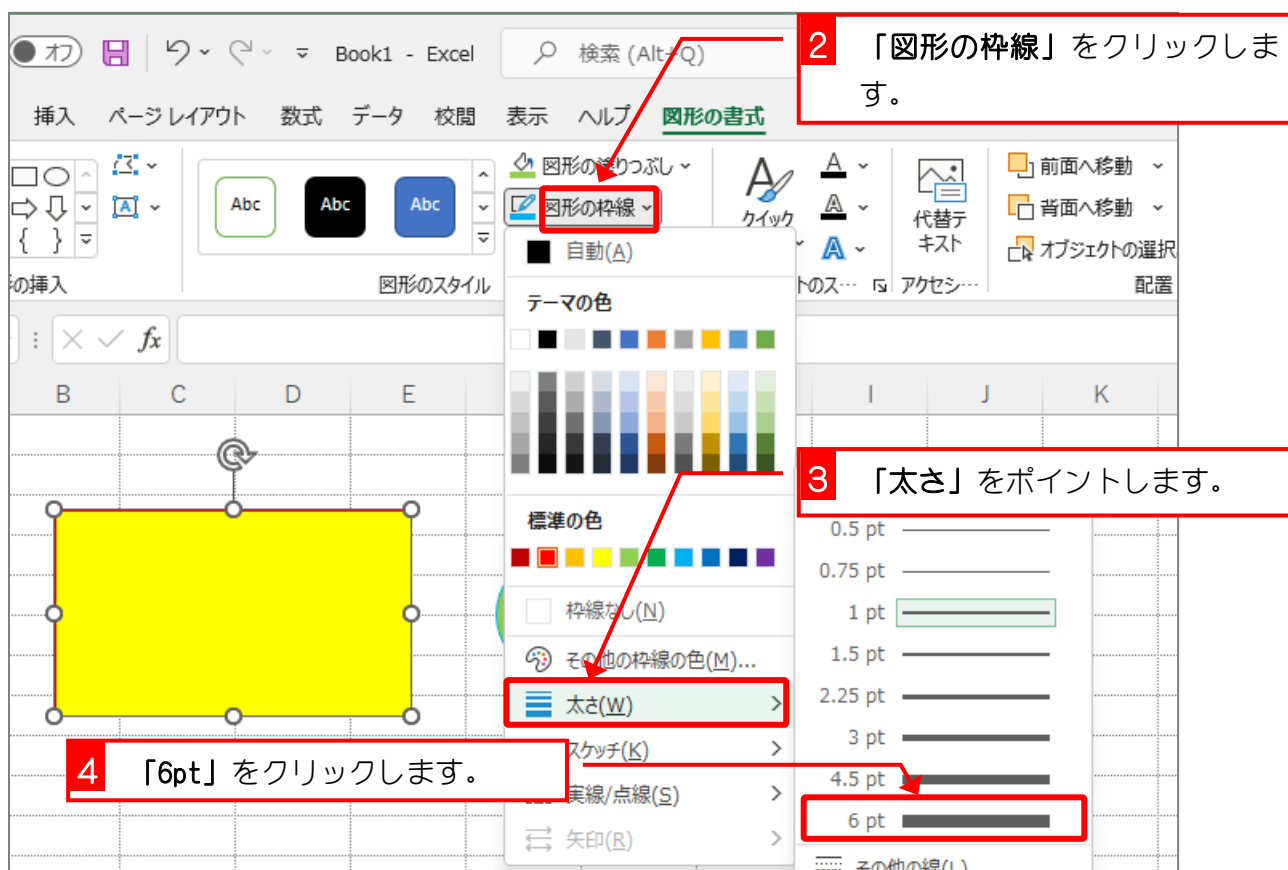 オフ Book1 - Excel 検索 (Alt+Q)
2 「図形の枠線」をクリックしま
す。
挿入 ページ レイアウト 数式 データ 校閲 表示 ヘルプ 図形の書式
Abc Abc Abc
図形の塗りつぶし
図形の枠線
クイック
代替テ
キスト
前面へ移動
背面へ移動
オブジェクトの選択
の挿入 図形のスタイル トのス… アクセシ… 配置
fx
B C D E I J K
自動(A)
テーマの色
3 「太さ」をポイントします。
標準の色
枠線なし(N)
その他の枠線の色(M)...
太さ(W)
スケッチ(K)
実線/点線(S)
矢印(R)
0.5 pt
0.75 pt
1 pt
1.5 pt
2.25 pt
3 pt
4.5 pt
6 pt
その他の線(L)
4 「6pt」をクリックします。